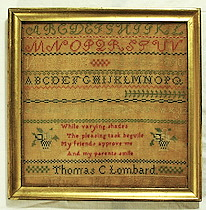 ABCDEFGHIJKL
MNOPQRSTUV
ABCDEFGHIJKLMNOPQ
While varying shades
The pleasing task beguile
My friends approve me
And my parents smile
Thomas C Lombard